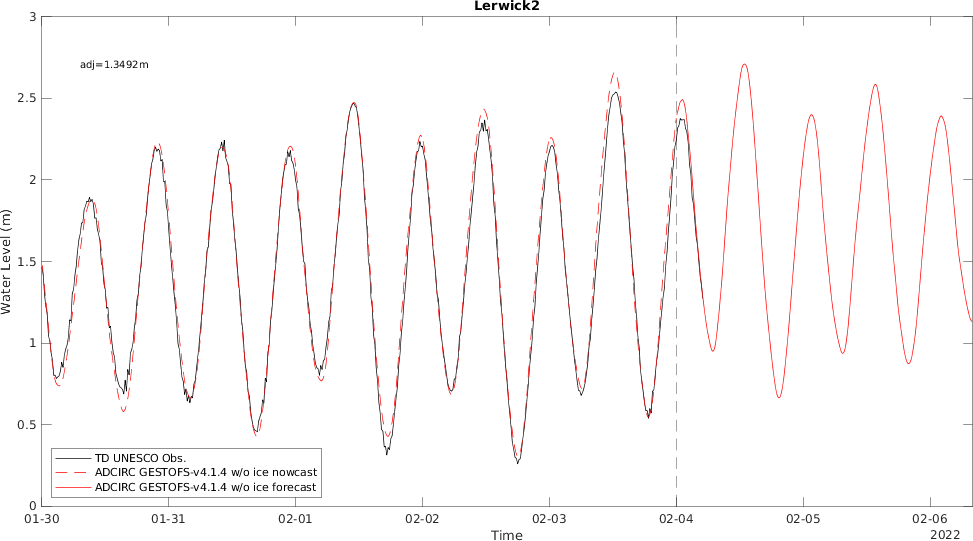 Lerwick2
adj=1.3492m
3
2.5
2
1.5
1
0.5
0
Water Level (m)
TD UNESCO Obs.
ADCIRC GESTOFS-v4.1.4 w/o ice nowcast
ADCIRC GESTOFS-v4.1.4 w/o ice forecast
01-30 01-31 02-01 02-02 02-03 02-04 02-05 02-06
Time
2022